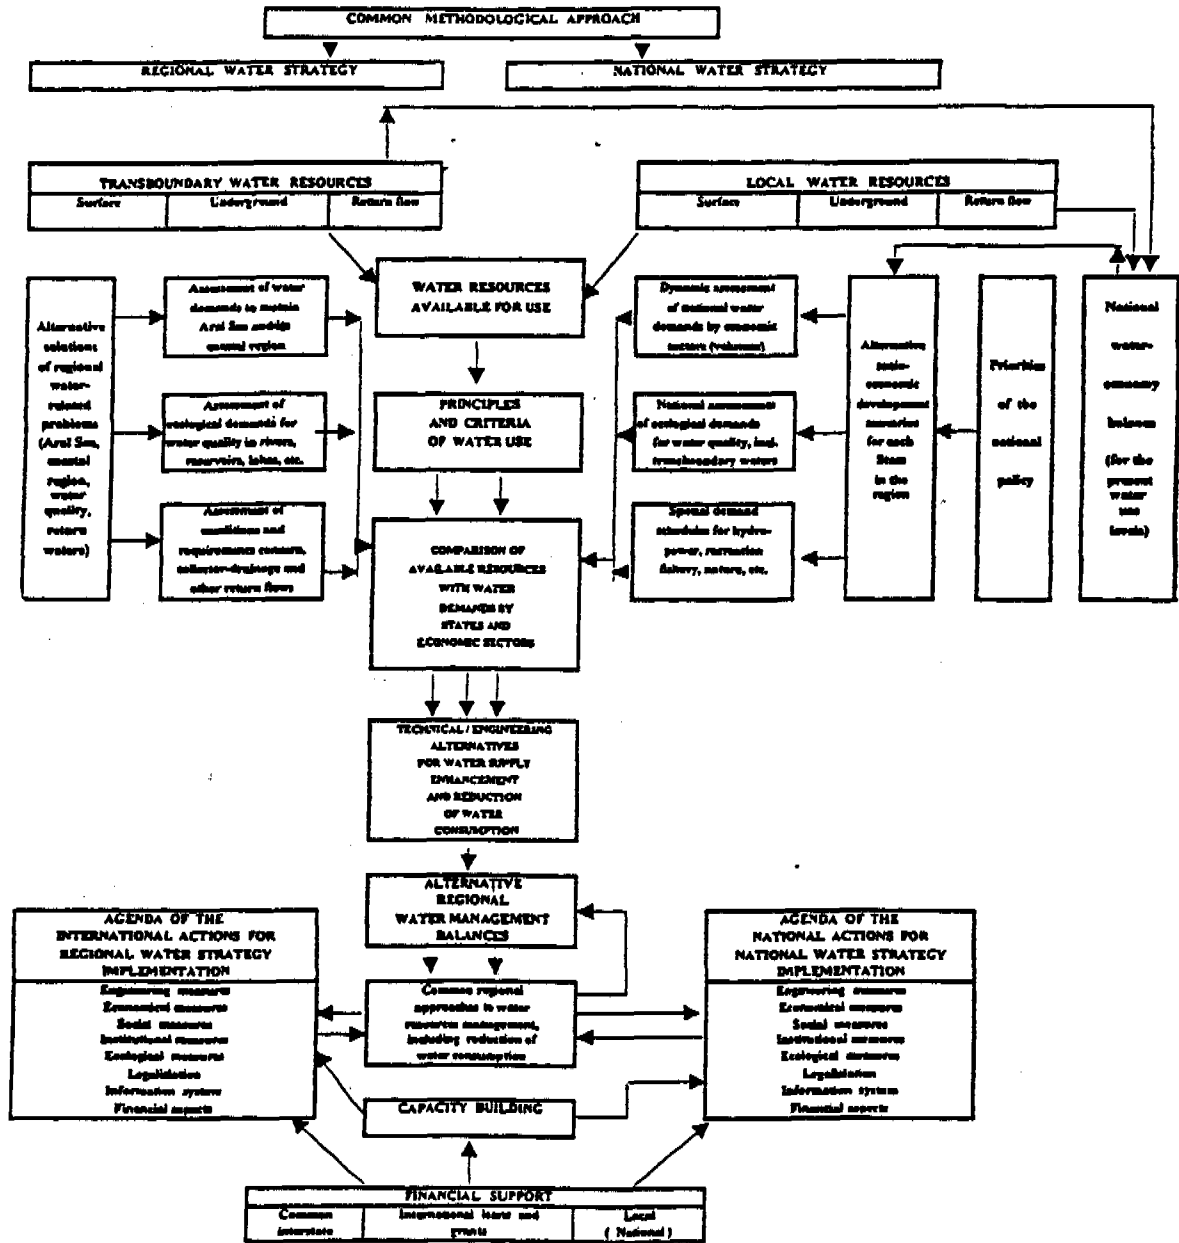 COMMON METHODOLOGICAL APPROACH
REGIONAL WATER STRATEGY
NATIONAL WATER STRATEGY
TRANSBOUNDARY WATER RESOURCES
Surface
Underground
Return flow
LOCAL WATER RESOURCES
Surface
Underground
Return flow
Alternative
solutions
of regional
water-
related
problems
(Aral Sea,
coastal
region,
water
quality,
return
waters)
Assessment of water
demands to
Aral Sea
coastal region
Assessment of
ecological demands for
water quality in rivers,
reservoirs, lakes, etc.
Assessment of
conditions and
requirements
collector-drainage and
other return flows
WATER RESOURCES
AVAILABLE FOR USE
PRINCIPLES
AND CRITERIA
OF WATER USE
COMPARISON OF
AVAILABLE RESOURCES
WITH WATER
DEMANDS BY
STATES AND
ECONOMIC SECTORS
Dynamic assessment
of national water
demands by economic
sectors (volumes)
National assessments
of ecological demands
for water quality, incl.
waters
Special demand
schedules for hydro-
power, recreation
fishery, nature, etc.
Alternative
socio-
economic
development
scenarios
for each
State
in the
region
Priorities
of the
national
policy
National
water-
economy
balance
(for the
present
water
use
levels)
TECHNICAL / ENGINEERING
ALTERNATIVES
FOR WATER SUPPLY
ENHANCEMENT
AND REDUCTION
OF WATER
CONSUMPTION
ALTERNATIVE
REGIONAL
WATER MANAGEMENT
BALANCES
Common regional
approaches to water
resources management,
including reduction of
water consumption
CAPACITY BUILDING
AGENDA OF THE
INTERNATIONAL ACTIONS FOR
REGIONAL WATER STRATEGY
IMPLEMENTATION
Engineering measures
Economical measures
Social measures
Institutional measures
Ecological measures
Legalislation
Information system
Financial aspects
AGENDA OF THE
NATIONAL ACTIONS FOR
NATIONAL WATER STRATEGY
IMPLEMENTATION
Engineering measures
Economical measures
Social measures
Institutional measures
Ecological measures
Legalislation
Information system
Financial aspects
FINANCIAL SUPPORT
Common
interstate
International loans and
grants
Local
( National )